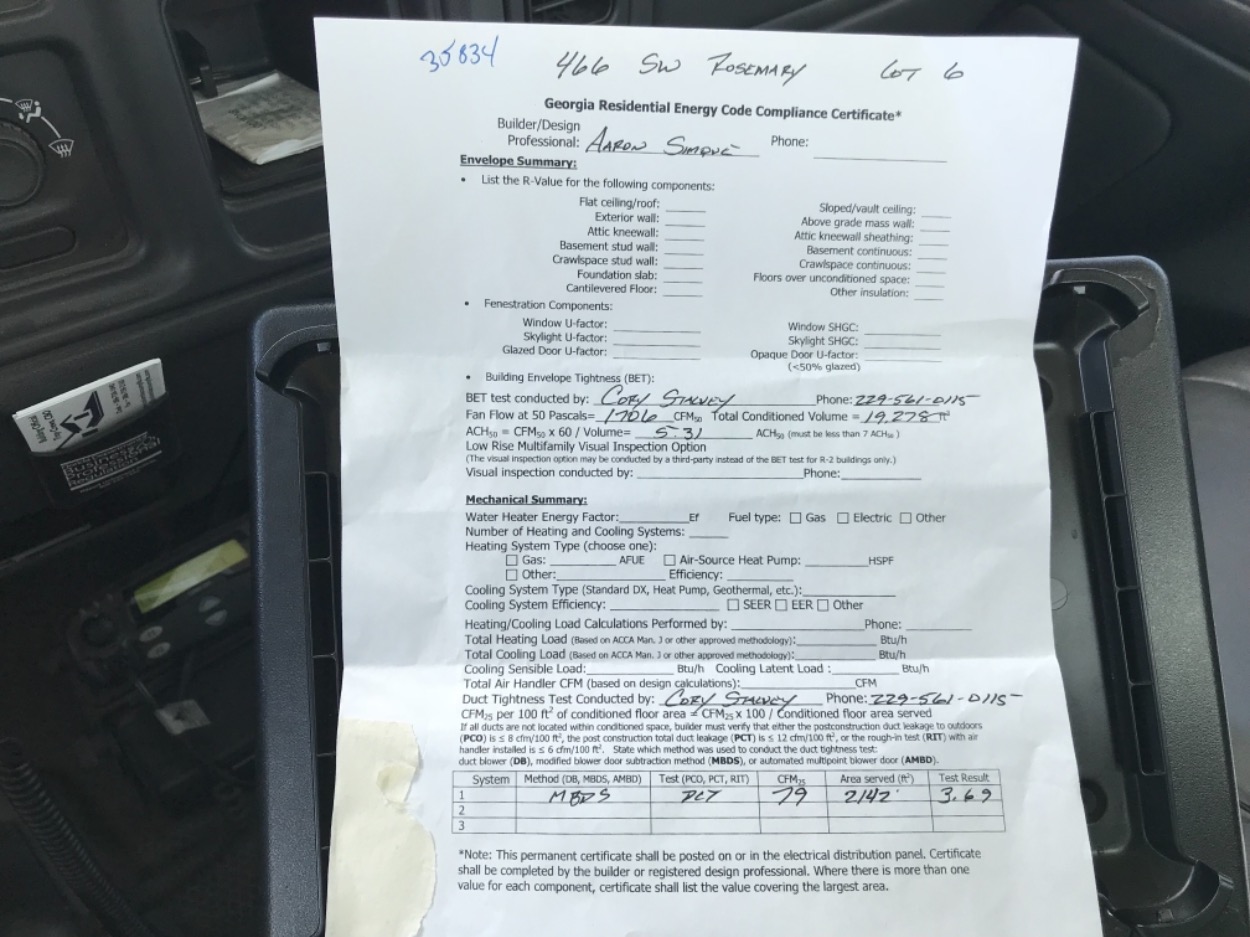 35834 466 SW ROSEMARY LOT 6
Georgia Residential Energy Code Compliance Certificate*
Builder/Design
Professional: AARON SIMQUE Phone:
Envelope Summary:
• List the R-Value for the following components:
Flat ceiling/roof: Sloped/vault ceiling:
Exterior wall: Above grade mass wall:
Attic kneewall: Attic kneewall sheathing:
Basement stud wall: Basement continuous:
Crawlspace stud wall: Crawlspace continuous:
Foundation slab: Floors over unconditioned space:
Cantilevered Floor: Other insulation:
• Fenestration Components:
Window U-factor: Window SHGC:
Skylight U-factor: Skylight SHGC:
Glazed Door U-factor: Opaque Door U-factor:
(<50% glazed)
• Building Envelope Tightness (BET):
BET test conducted by: CORY STALVEY Phone: 229-561-0115
Fan Flow at 50 Pascals= 1706 CFM₅₀ Total Conditioned Volume = 19,278 ft³
ACH₅₀ = CFM₅₀ x 60 / Volume= 5.31 ACH₅₀ (must be less than 7 ACH₅₀)
Low Rise Multifamily Visual Inspection Option
(The visual inspection option may be conducted by a third-party instead of the BET test for R-2 buildings only.)
Visual inspection conducted by: Phone:
Mechanical Summary:
Water Heater Energy Factor: Ef Fuel type: ☐ Gas ☐ Electric ☐ Other
Number of Heating and Cooling Systems:
Heating System Type (choose one):
☐ Gas: AFUE ☐ Air-Source Heat Pump: HSPF
☐ Other: Efficiency:
Cooling System Type (Standard DX, Heat Pump, Geothermal, etc.):
Cooling System Efficiency: ☐ SEER ☐ EER ☐ Other
Heating/Cooling Load Calculations Performed by: Phone:
Total Heating Load (Based on ACCA Man. J or other approved methodology): Btu/h
Total Cooling Load (Based on ACCA Man. J or other approved methodology): Btu/h
Cooling Sensible Load: Btu/h Cooling Latent Load : Btu/h
Total Air Handler CFM (based on design calculations): CFM
Duct Tightness Test Conducted by: CORY STALVEY Phone: 229-561-0115
CFM₂₅ per 100 ft² of conditioned floor area = CFM₂₅ x 100 / Conditioned floor area served
If all ducts are not located within conditioned space, builder must verify that either the postconstruction duct leakage to outdoors
(PCO) is ≤ 8 cfm/100 ft², the post construction total duct leakage (PCT) is ≤ 12 cfm/100 ft², or the rough-in test (RIT) with air
handler installed is ≤ 6 cfm/100 ft². State which method was used to conduct the duct tightness test:
duct blower (DB), modified blower door subtraction method (MBDS), or automated multipoint blower door (AMBD).
System Method (DB, MBDS, AMBD) Test (PCO, PCT, RIT) CFM₂₅ Area served (ft²) Test Result
1 MBDS PCT 79 2142 3.69
2
3
*Note: This permanent certificate shall be posted on or in the electrical distribution panel. Certificate
shall be completed by the builder or registered design professional. Where there is more than one
value for each component, certificate shall list the value covering the largest area.